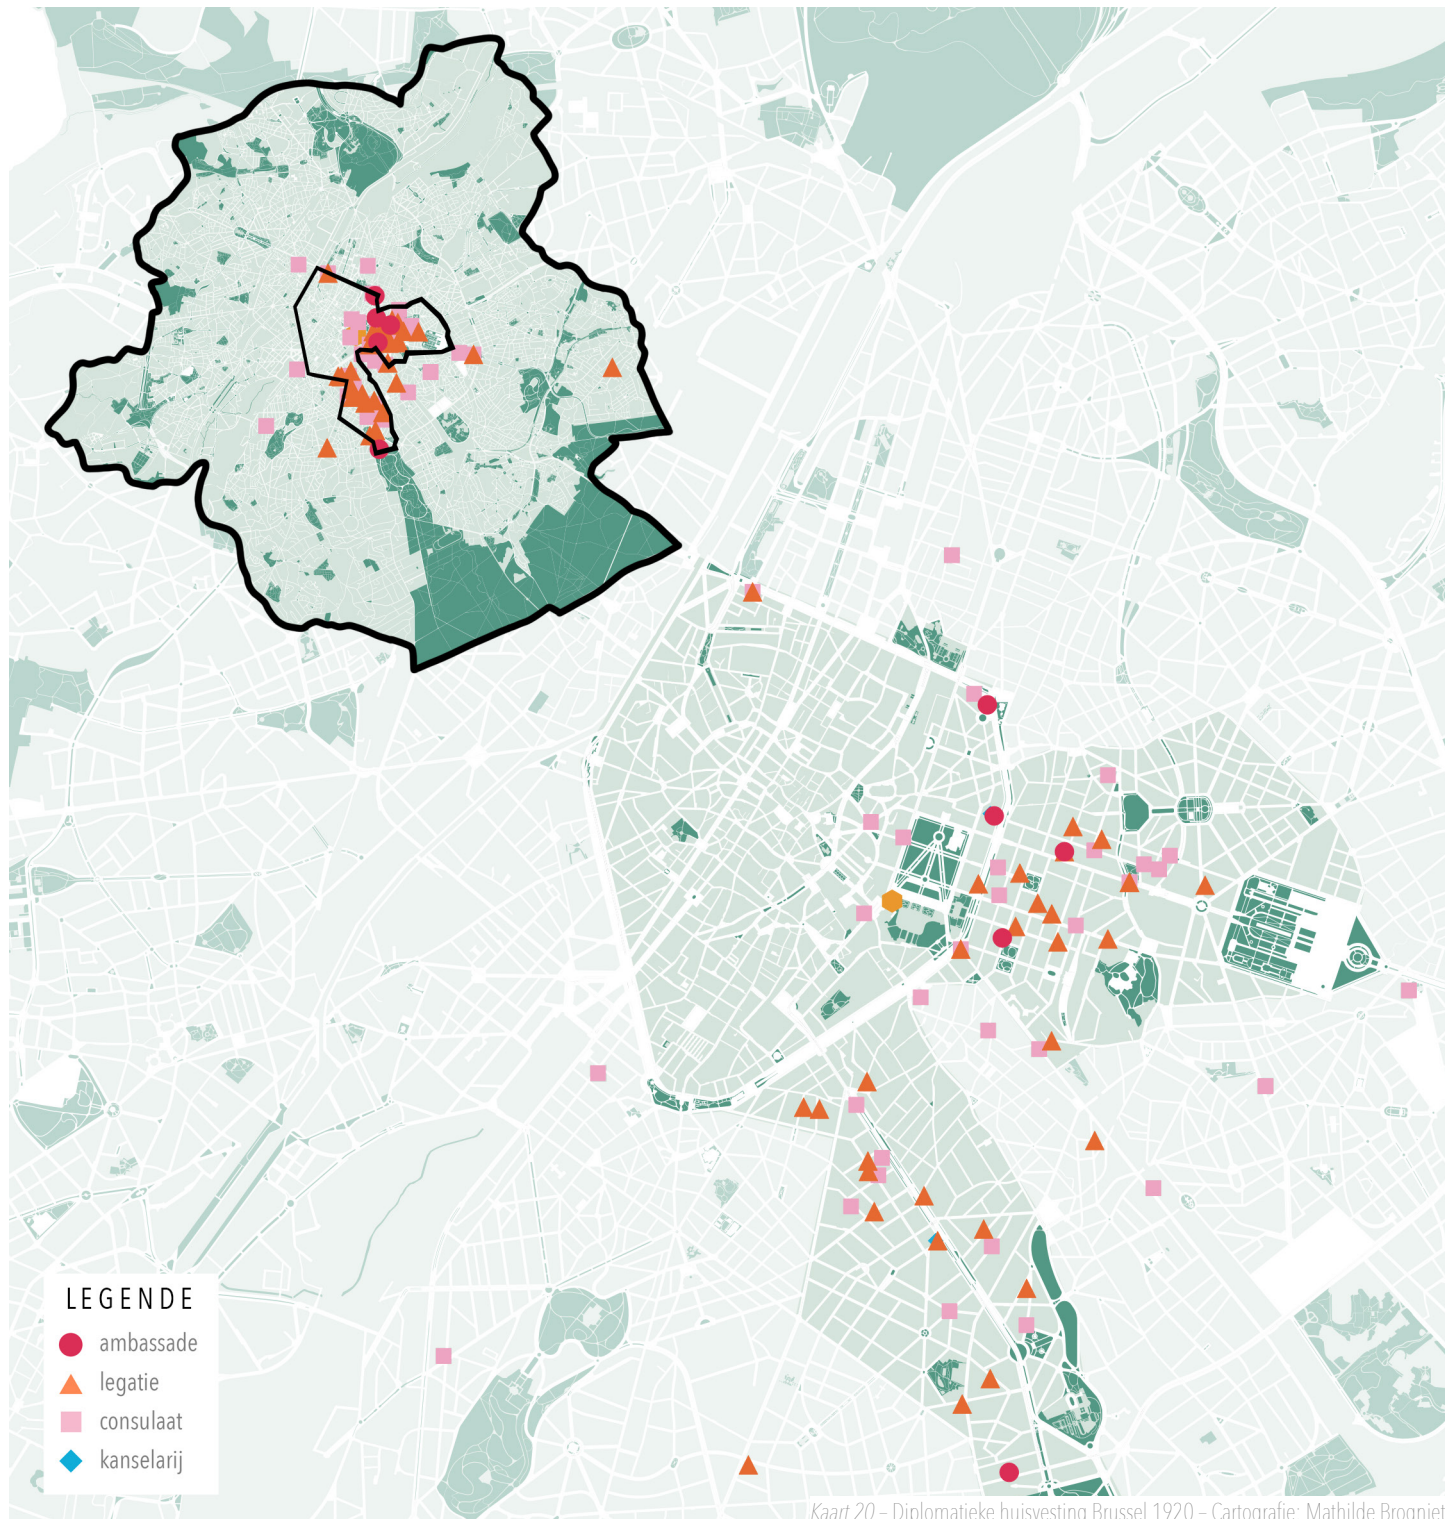 LEGENDE
ambassade
legatie
consulaat
kanselarij
Kaart 20 – Diplomatieke huisvesting Brussel 1920 – Cartografie: Mathilde Brogniet